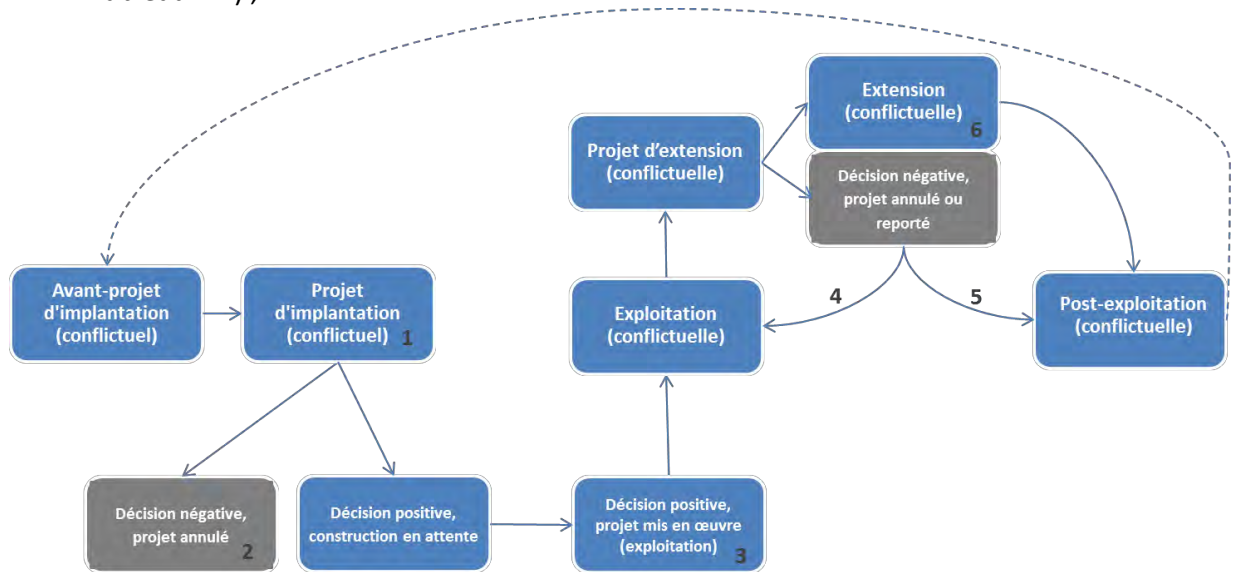 Extension
(conflictuelle)
6
Projet d'extension
(conflictuelle)
Décision négative,
projet annulé ou
reporté
Avant-projet
d'implantation
(conflictuel)
Projet
d'implantation
(conflictuel)
1
Exploitation
(conflictuelle)
4
5
Post-exploitation
(conflictuelle)
Décision négative,
projet annulé
2
Décision positive,
construction en attente
Décision positive,
projet mis en œuvre
(exploitation)
3